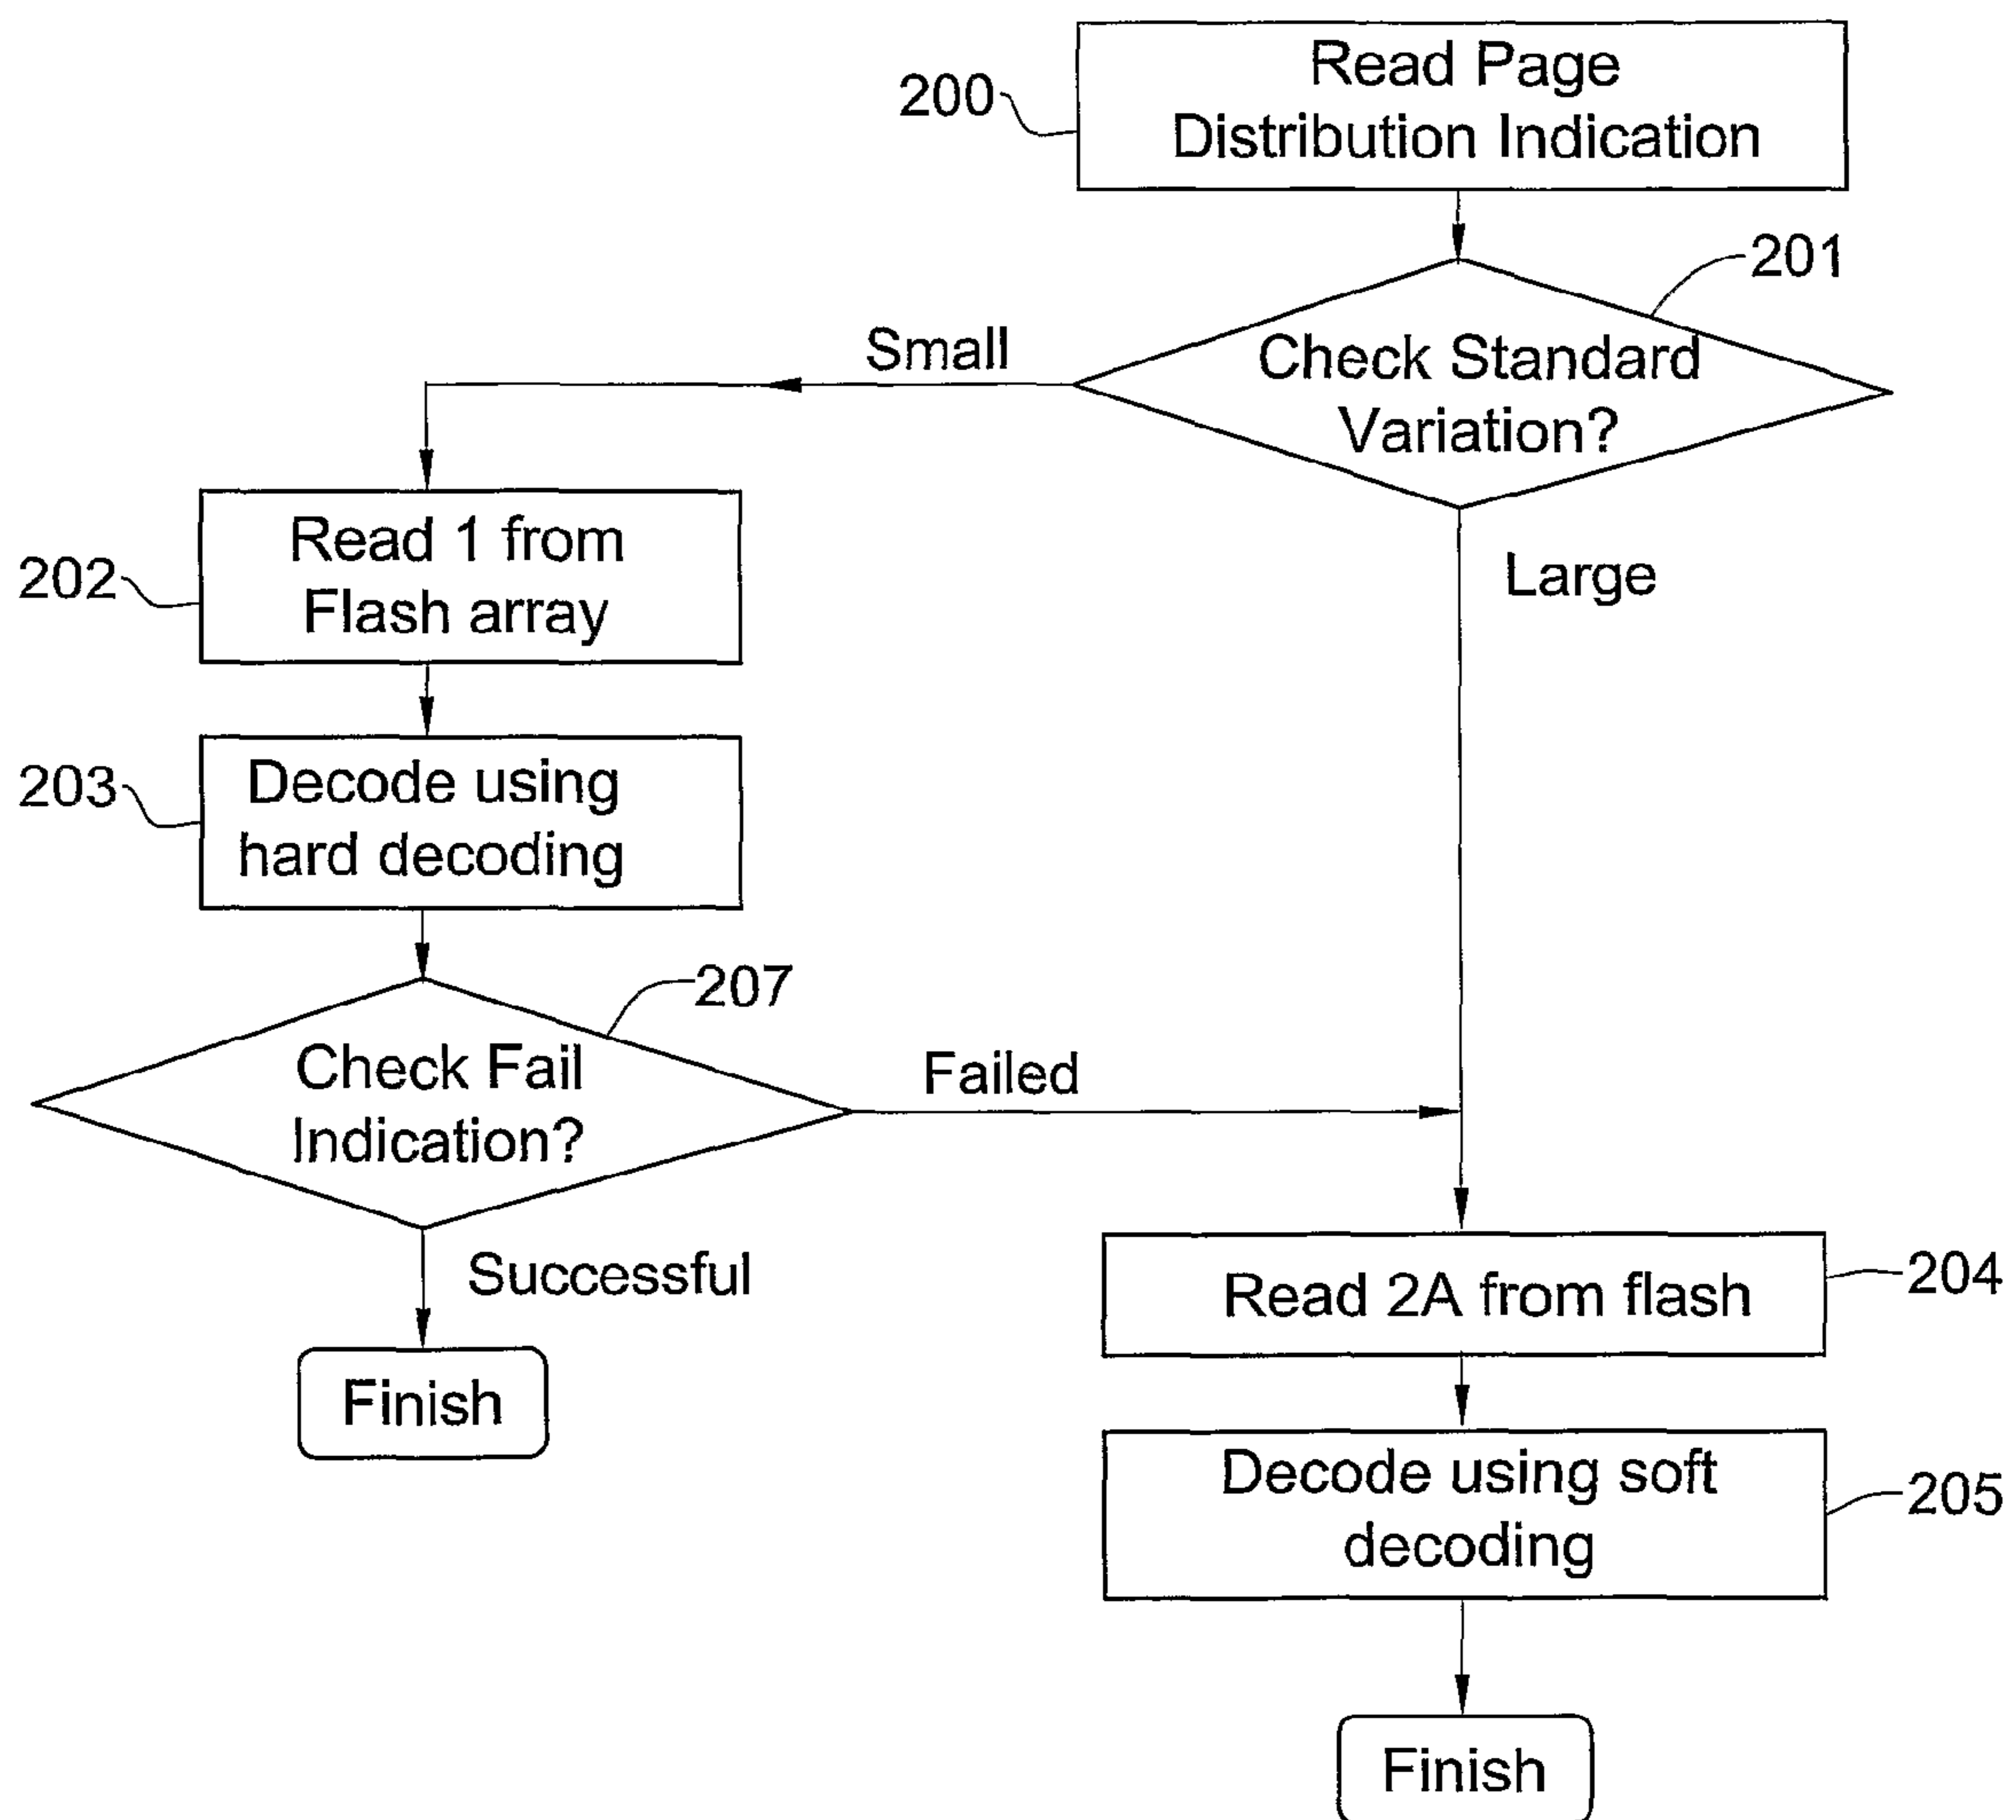 Read Page
Distribution Indication
200
201
Check Standard
Variation?
Small
Large
Read 1 from
Flash array
202
Decode using
hard decoding
203
207
Check Fail
Indication?
Failed
Successful
Finish
Read 2A from flash
204
Decode using soft
decoding
205
Finish